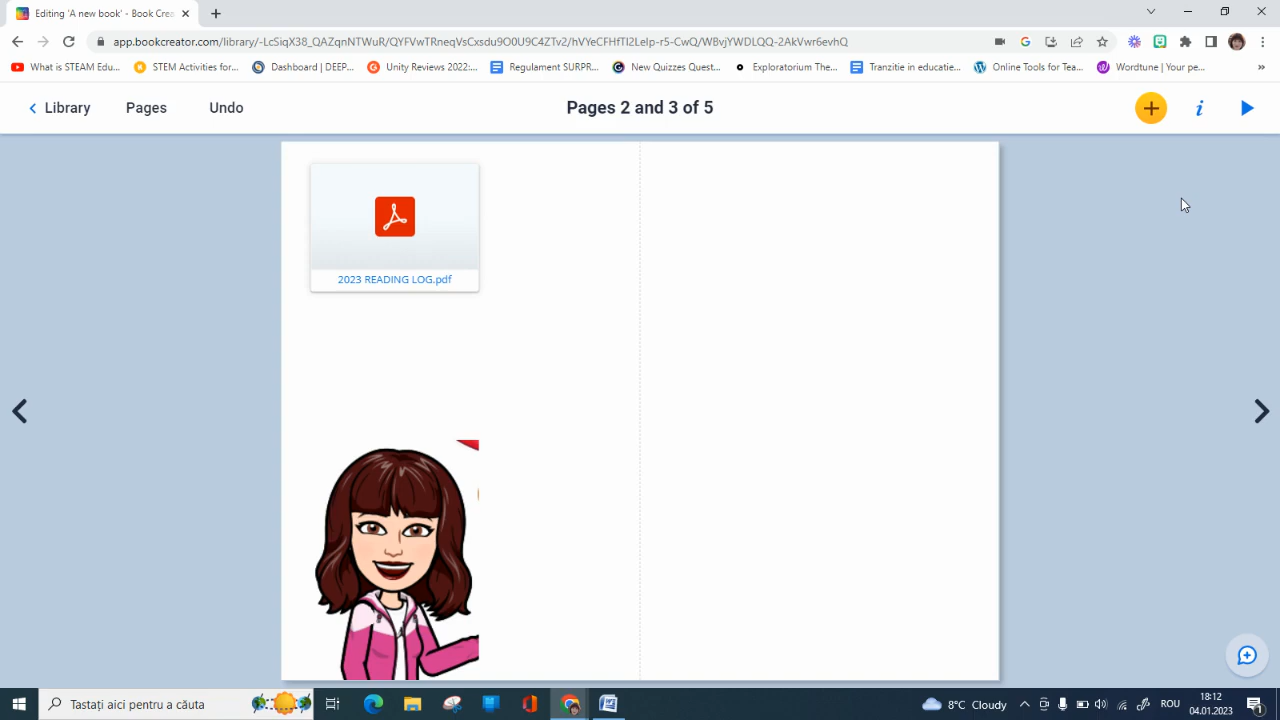 Editing 'A new book' - Book Crea
app.bookcreator.com/library/-LcSiqX38_QAZqnNTWuR/QYFVwTRneeVsCxsdu9O0U9C4ZTv2/hVYeCFHfTI2LeIp-r5-CwQ/WBvjYWDLQQ-2AkVwr6evhQ
What is STEAM Edu...
STEM Activities for...
Dashboard | DEEP...
Unity Reviews 2022:...
Regulament SURPR...
New Quizzes Quest...
Exploratorium The...
Tranzitie in educatie...
Online Tools for Tea...
Wordtune | Your pe...
»
Library
Pages
Undo
Pages 2 and 3 of 5
2023 READING LOG.pdf
Tastați aici pentru a căuta
8°C Cloudy
ROU
18:12
04.01.2023